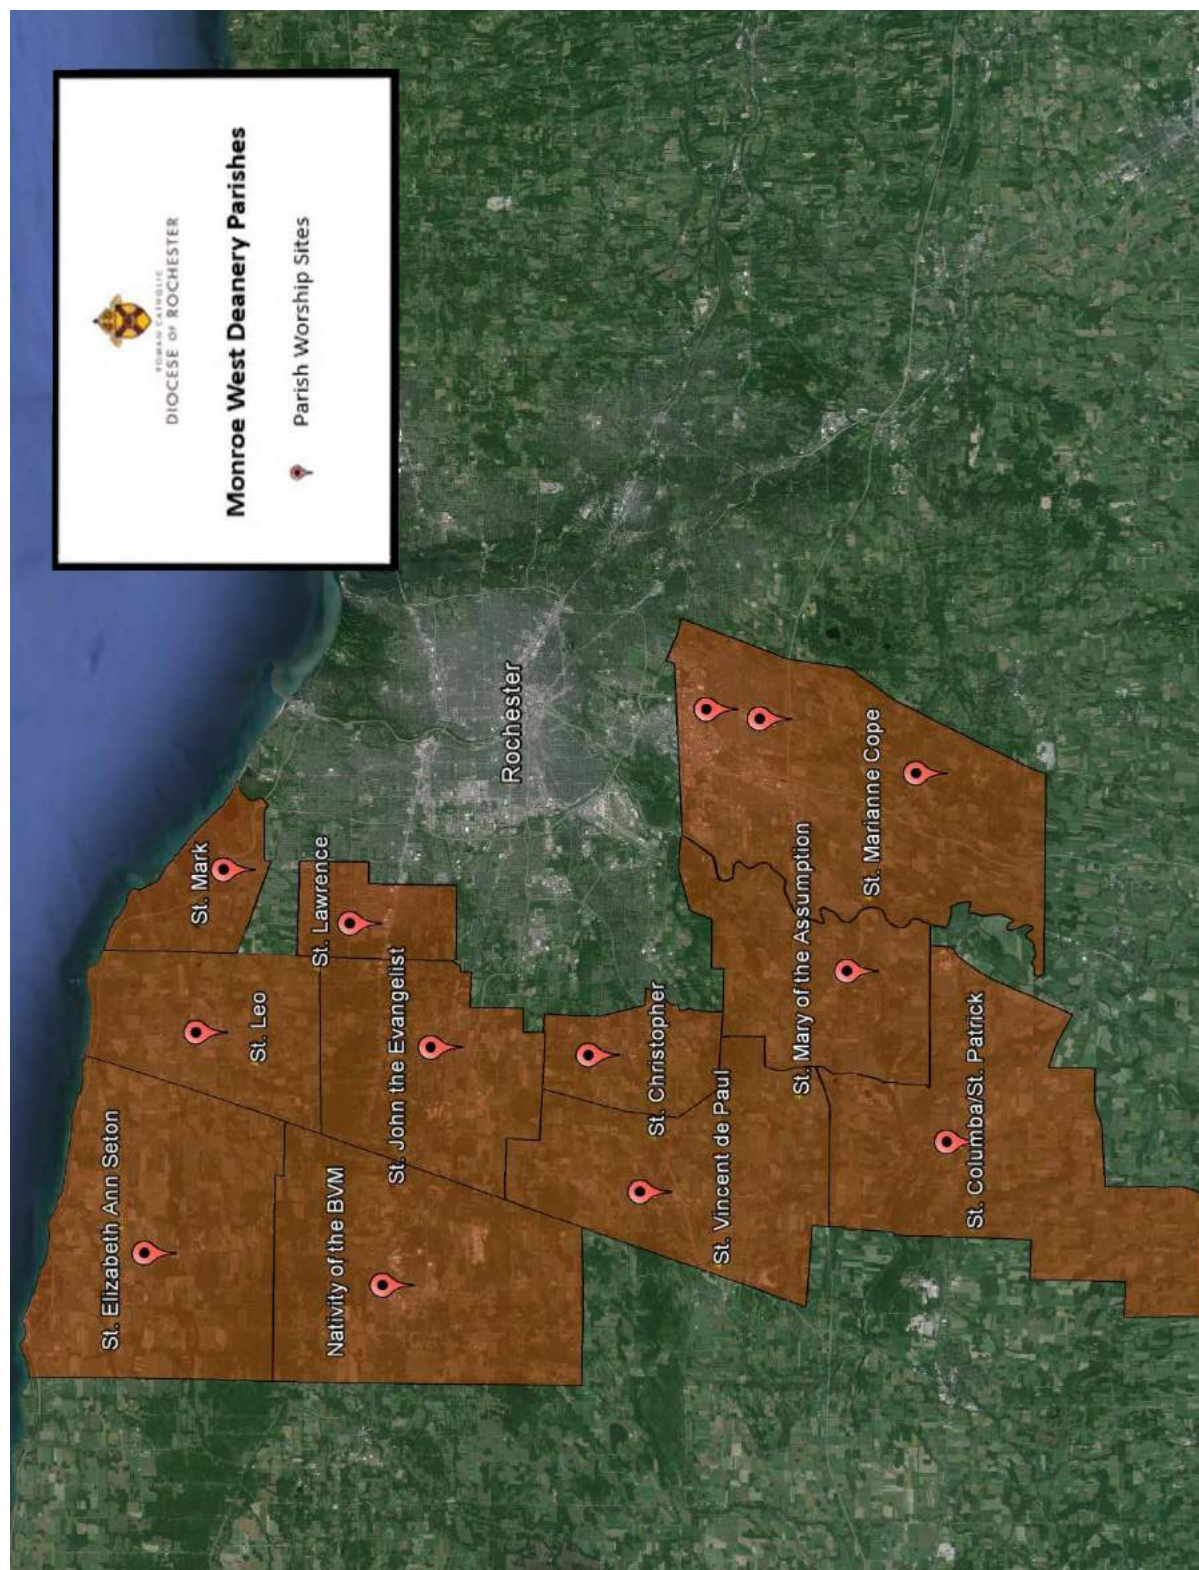 ROMAN CATHOLIC
DIOCESE OF ROCHESTER
Monroe West Deanery Parishes
Parish Worship Sites
St. Elizabeth Ann Seton
St. Mark
St. Leo
St. Lawrence
Nativity of the BVM
St. John the Evangelist
Rochester
St. Christopher
St. Vincent de Paul
St. Mary of the Assumption
St. Marianne Cope
St. Columba/St. Patrick